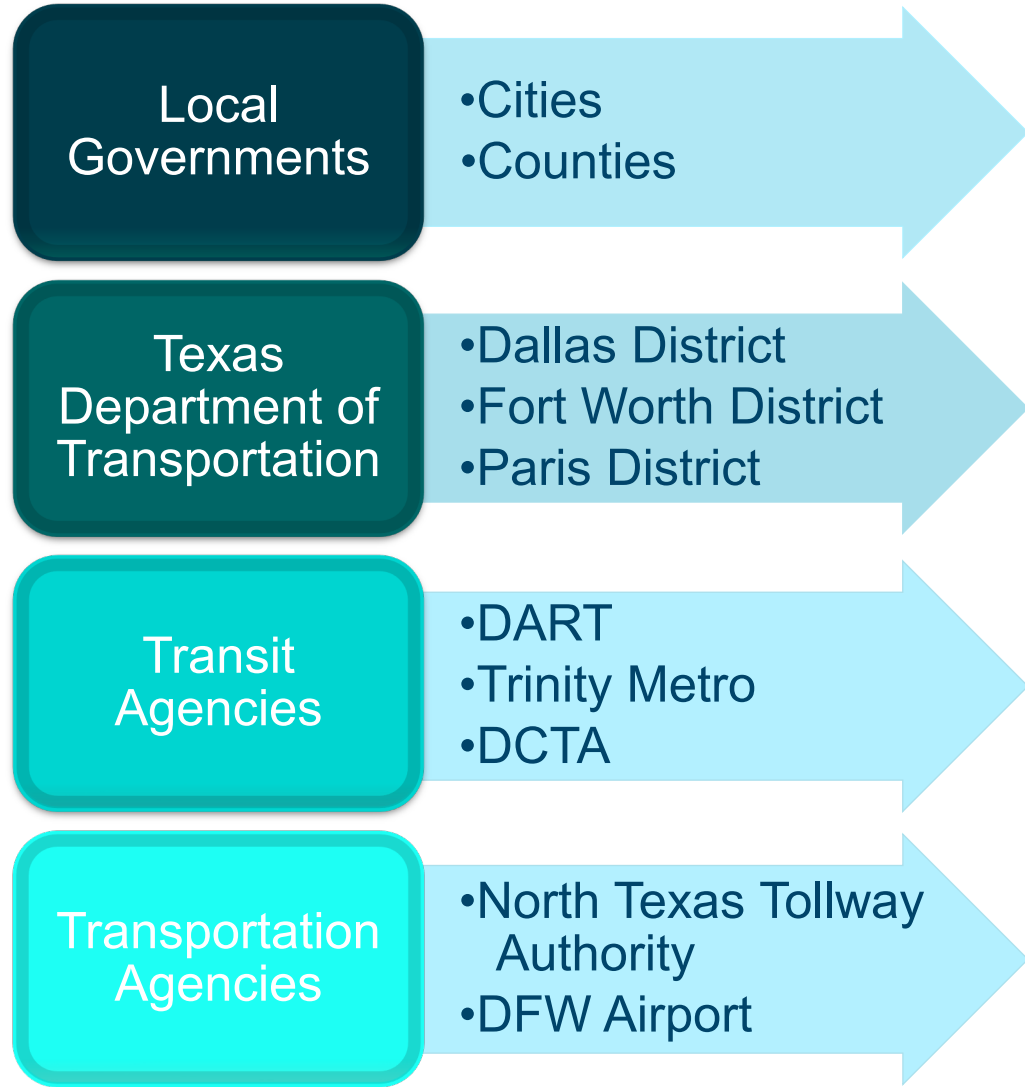 Local
Governments
•Cities
•Counties
Texas
Department of
Transportation
•Dallas District
•Fort Worth District
•Paris District
Transit
Agencies
•DART
•Trinity Metro
•DCTA
Transportation
Agencies
•North Texas Tollway
Authority
•DFW Airport